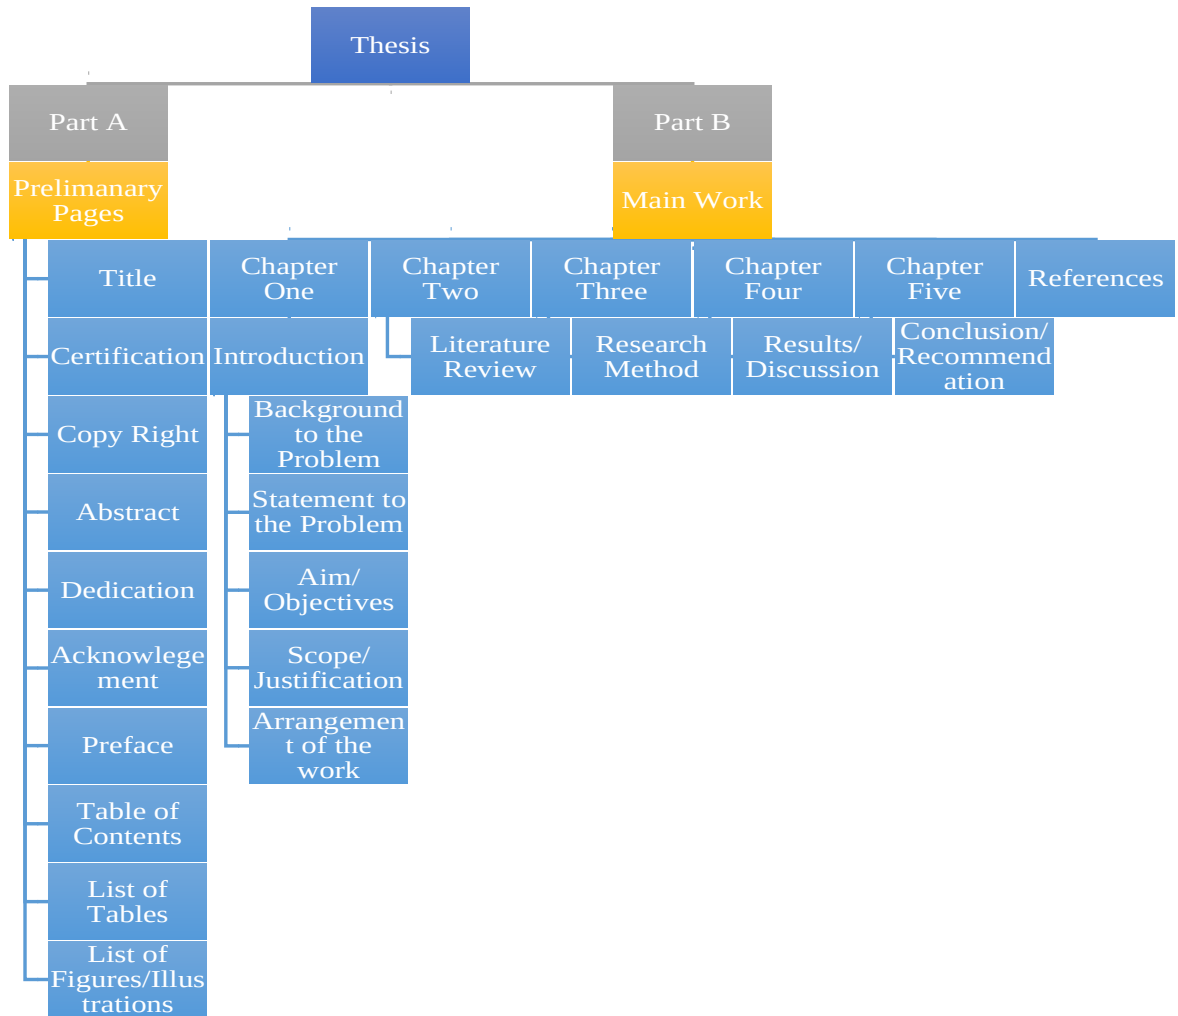 Thesis
Part A
Part B
Prelimanary
Pages
Main Work
Title
Chapter
One
Chapter
Two
Chapter
Three
Chapter
Four
Chapter
Five
References
Certification
Introduction
Literature
Review
Research
Method
Results/
Discussion
Conclusion/
Recommend
ation
Copy Right
Background
to the
Problem
Abstract
Statement to
the Problem
Dedication
Aim/
Objectives
Acknowlege
ment
Scope/
Justification
Preface
Arrangemen
t of the
work
Table of
Contents
List of
Tables
List of
Figures/Illus
trations